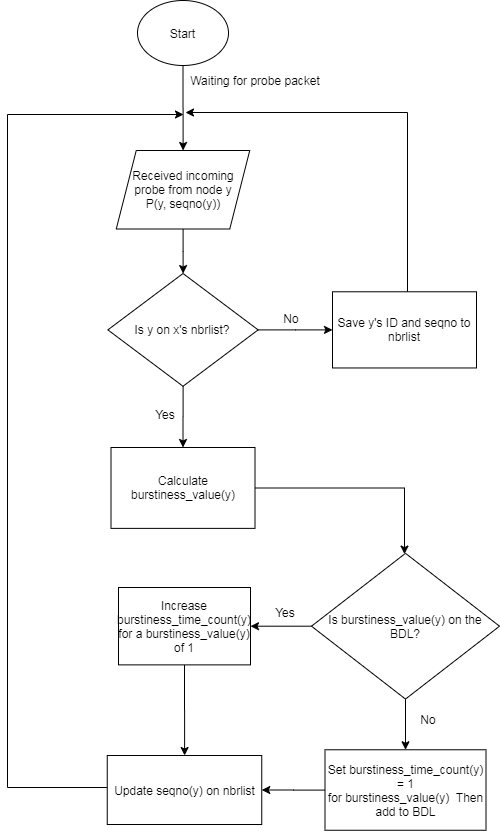 Start
Waiting for probe packet
Received incoming
probe from node y
P(y, seqno(y))
Is y on x's nbrlist?
No
Save y's ID and seqno to
nbrlist
Yes
Calculate
burstiness_value(y)
Is burstiness_value(y) on the
BDL?
Yes
Increase
burstiness_time_count(y)
for a burstiness_value(y)
of 1
No
Set burstiness_time_count(y)
= 1
for burstiness_value(y) Then
add to BDL
Update seqno(y) on nbrlist